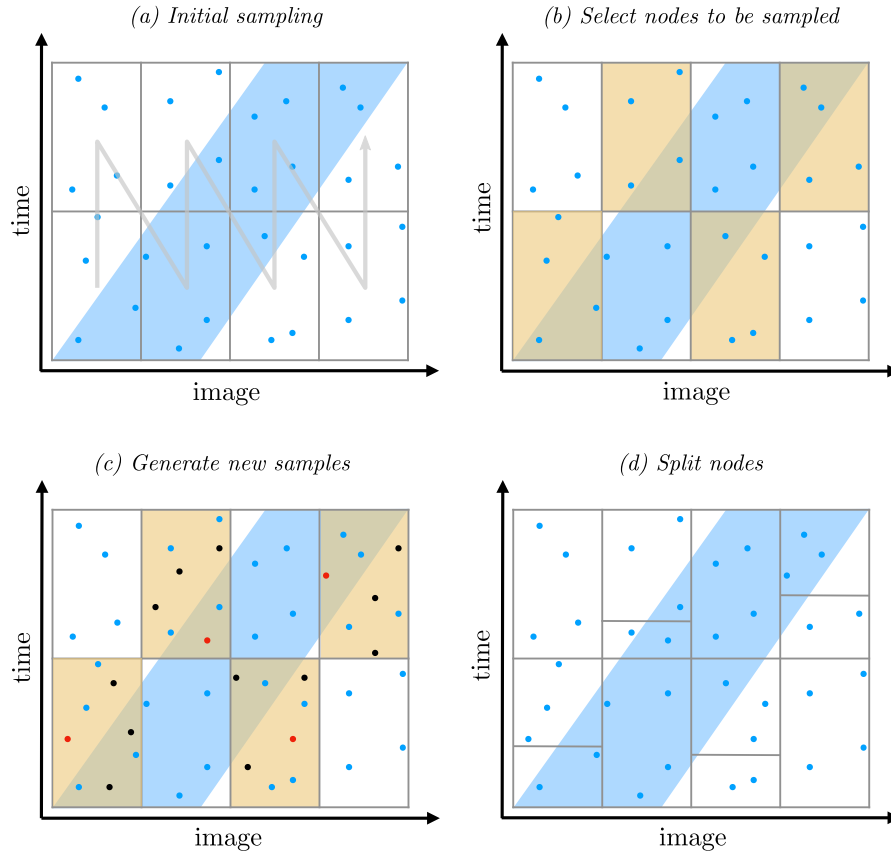 (a) Initial sampling
(b) Select nodes to be sampled
time
image
time
image
(c) Generate new samples
(d) Split nodes
time
image
time
image